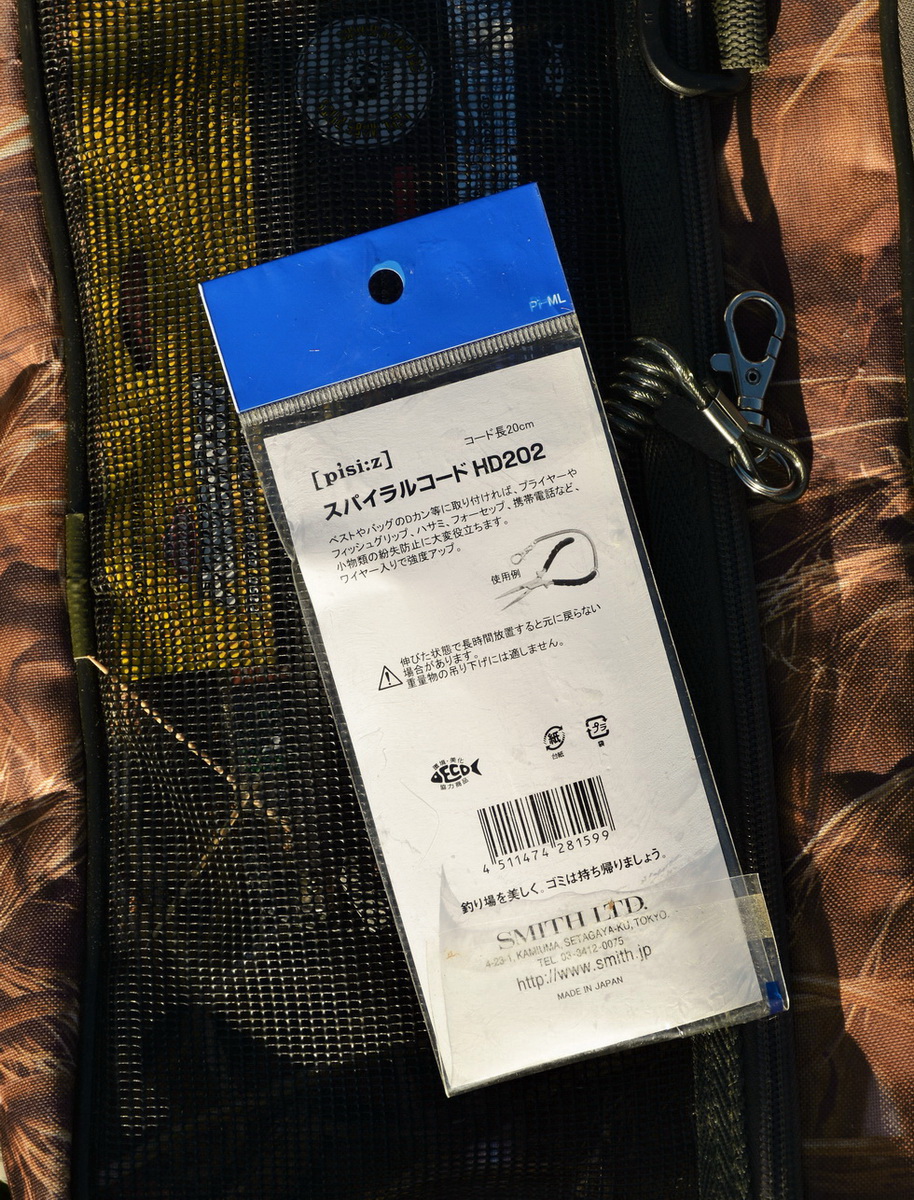 Pi-ML
コード長20cm
[pisi:z]
スパイラルコード HD202
ベストやバッグのDカン等に取り付ければ、プライヤーや
フィッシュグリップ、ハサミ、フォーセップ、携帯電話など、
小物類の紛失防止に大変役立ちます。
ワイヤー入りで強度アップ。
使用例
伸びた状態で長時間放置すると元に戻らない
場合があります。
重量物の吊り下げには適しません。
紙
台紙
プラ
袋
環境・美化
ECO
協力商品
4 511474 281599
釣り場を美しく。ゴミは持ち帰りましょう。
SMITH LTD.
4-23-1, KAMIUMA, SETAGAYA-KU, TOKYO.
TEL 03-3412-0075
http://www.smith.jp
MADE IN JAPAN